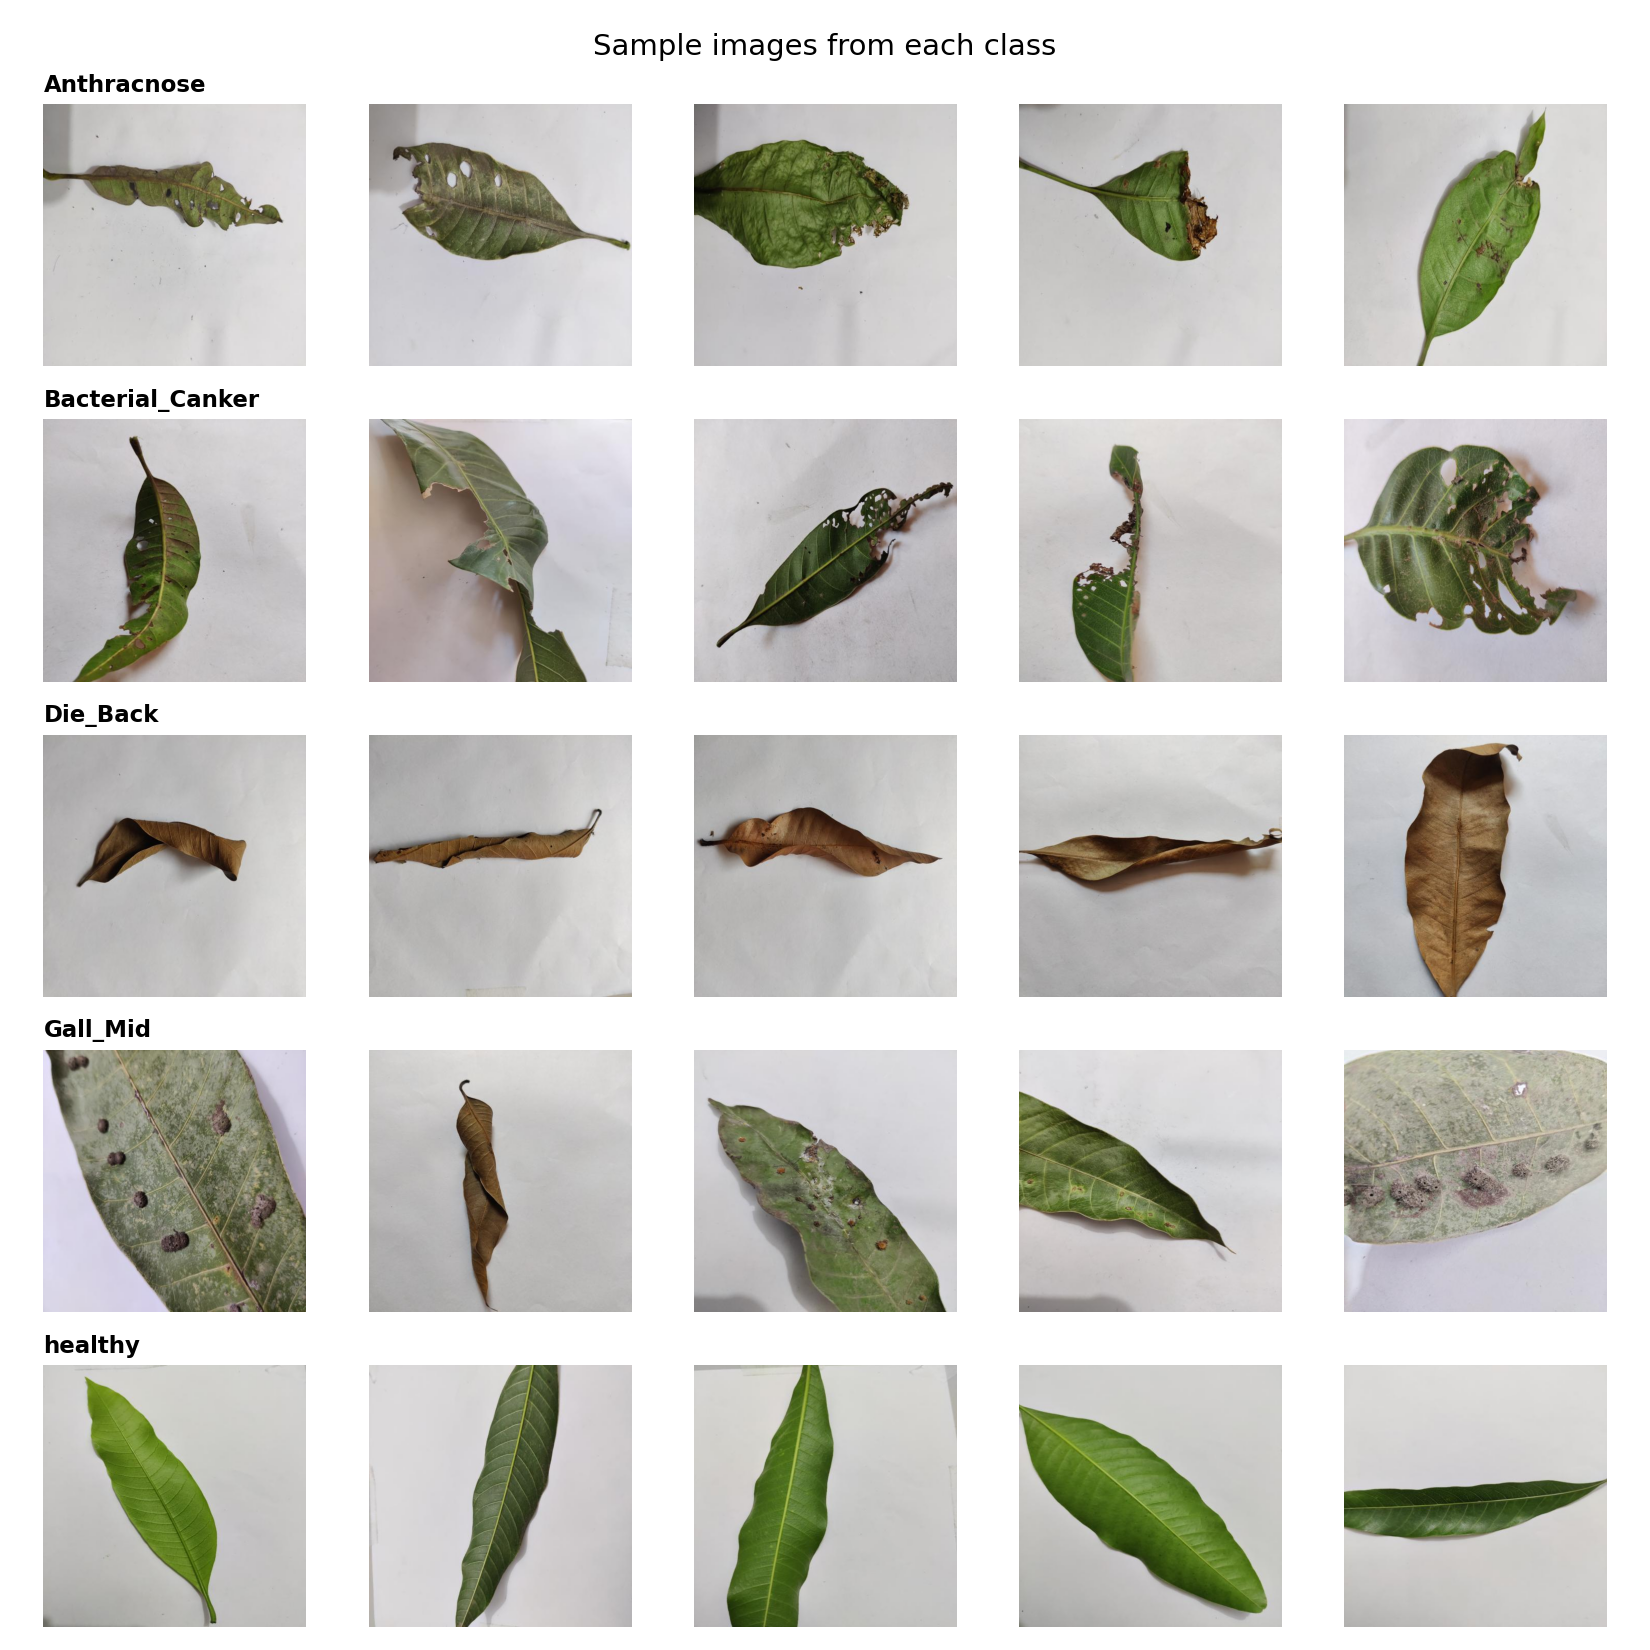 Sample images from each class
Anthracnose
Bacterial_Canker
Die_Back
Gall_Mid
healthy